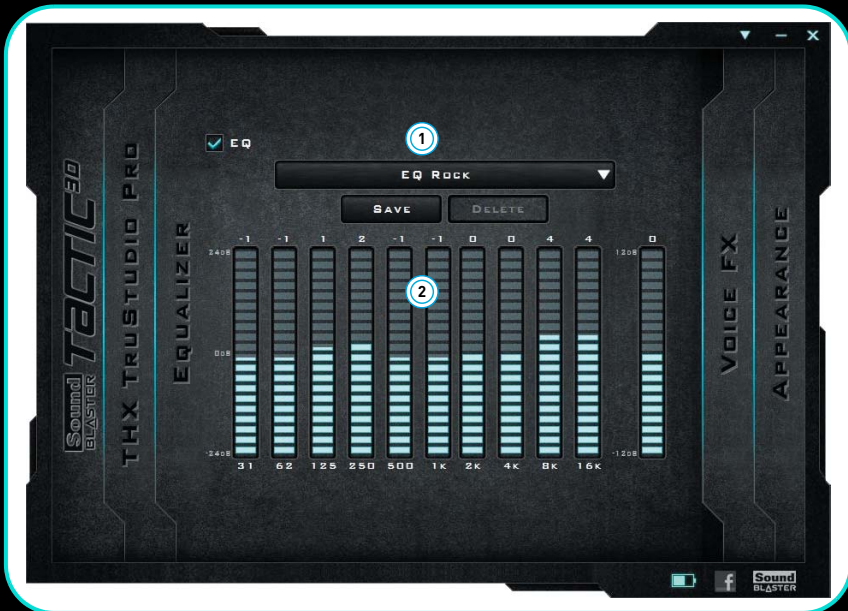 1
EQ
EQ Rock
Save
Delete
-1 -1 1 2 -1 -1 0 0 4 4 0
24dB
12dB
2
0dB
-24dB
-12dB
31 62 125 250 500 1K 2K 4K 8K 16K
Sound BLASTER TACTIC 3D
THX TruStudio Pro
Equalizer
Voice FX
Appearance
f
Sound BLASTER